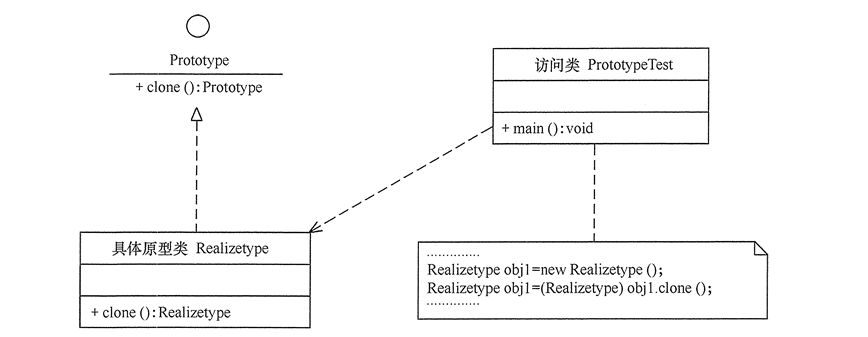 Prototype
+ clone ():Prototype
访问类 PrototypeTest
+ main ():void
具体原型类 Realizetype
+ clone ():Realizetype
..............
Realizetype obj1=new Realizetype ();
Realizetype obj1=(Realizetype) obj1.clone ();
..............